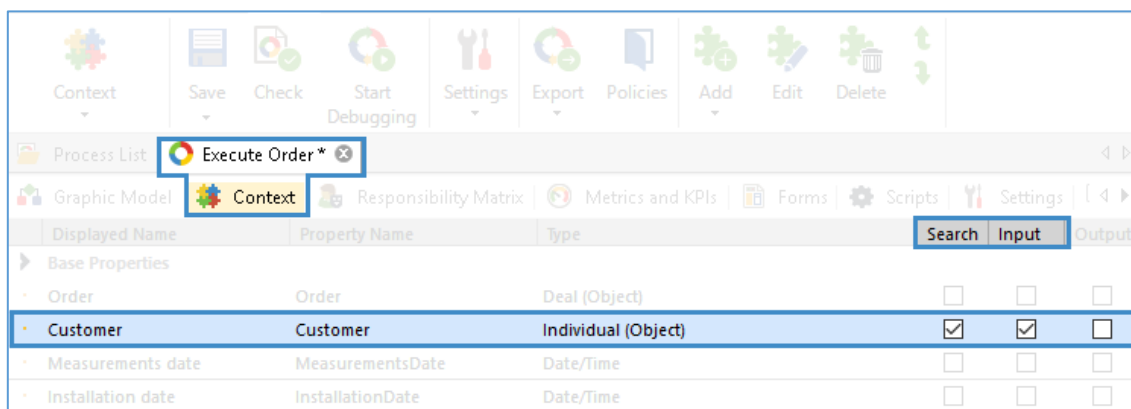 Context Save Check Start Debugging Settings Export Policies Add Edit Delete
Process List Execute Order *
Graphic Model Context Responsibility Matrix Metrics and KPIs Forms Scripts Settings
Displayed Name Property Name Type Search Input Output
Base Properties
Order Order Deal (Object)
Customer Customer Individual (Object)
Measurements date MeasurementsDate Date/Time
Installation date InstallationDate Date/Time